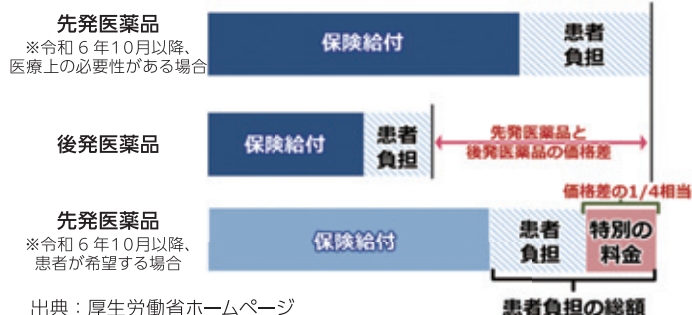 先発医薬品
※令和6年10月以降、
医療上の必要性がある場合
保険給付
患者
負担
後発医薬品
保険給付
患者
負担
先発医薬品と
後発医薬品の価格差
価格差の1/4相当
先発医薬品
※令和6年10月以降、
患者が希望する場合
保険給付
患者
負担
特別の
料金
患者負担の総額
出典：厚生労働省ホームページ